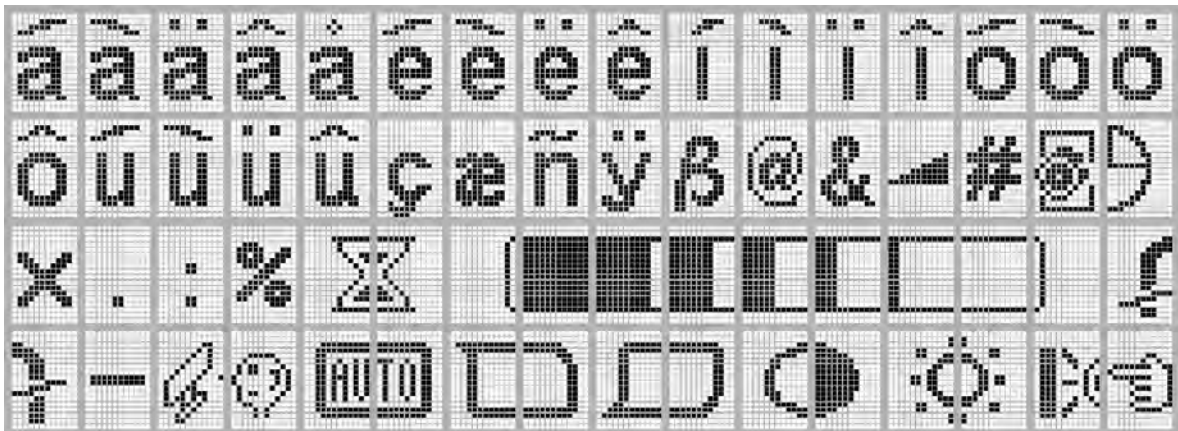 á à ä â å é è ë ê í ì ï î ó ò ö
ô ú ù ü û ç æ ñ ÿ β @ & #
× . : %
- AUTO